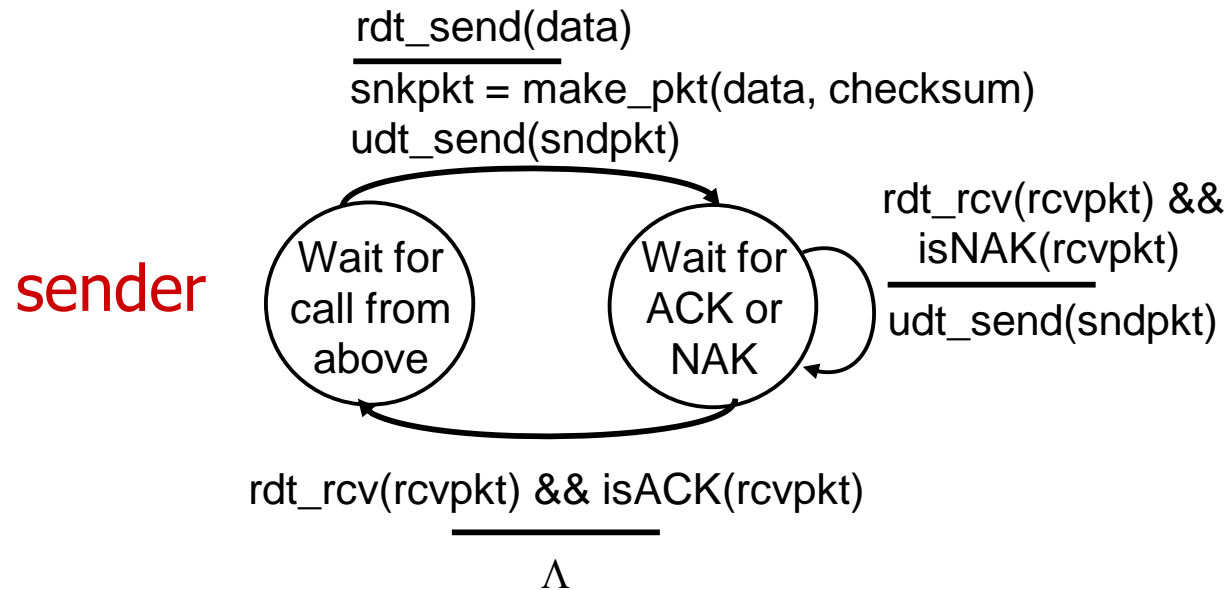 rdt_send(data)
snkpkt = make_pkt(data, checksum)
udt_send(sndpkt)
sender
Wait for
call from
above
Wait for
ACK or
NAK
rdt_rcv(rcvpkt) &&
isNAK(rcvpkt)
udt_send(sndpkt)
rdt_rcv(rcvpkt) && isACK(rcvpkt)
Λ